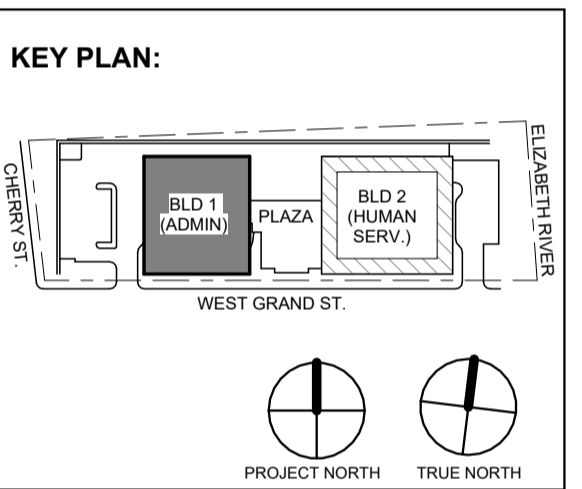 KEY PLAN:
CHERRY ST.
BLD 1
(ADMIN)
PLAZA
BLD 2
(HUMAN
SERV.)
ELIZABETH RIVER
WEST GRAND ST.
PROJECT NORTH
TRUE NORTH